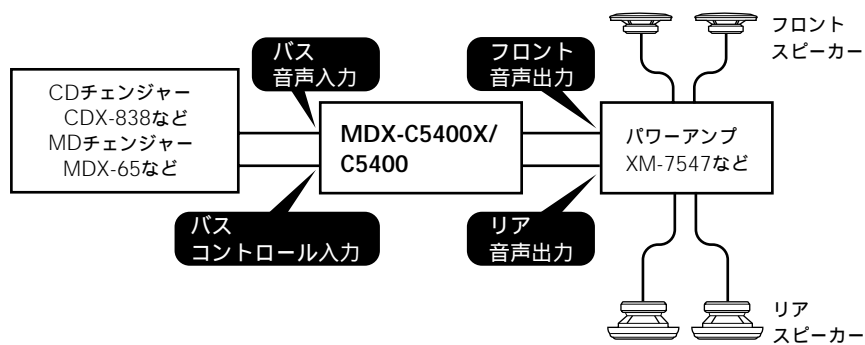 CDチェンジャー
CDX-838など
MDチェンジャー
MDX-65など
バス
音声入力
バス
コントロール入力
MDX-C5400X/
C5400
フロント
音声出力
リア
音声出力
パワーアンプ
XM-7547など
フロント
スピーカー
リア
スピーカー